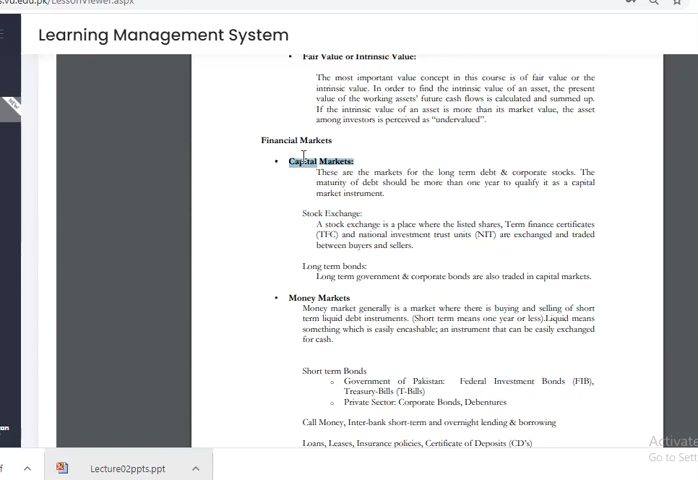 s.vu.edu.pk/LessonViewer.aspx
Learning Management System
NEW
• Fair Value or Intrinsic Value:
The most important value concept in this course is of fair value or the
intrinsic value. In order to find the intrinsic value of an asset, the present
value of the working assets' future cash flows is calculated and summed up.
If the intrinsic value of an asset is more than its market value, the asset
among investors is perceived as "undervalued".
Financial Markets
• Capital Markets:
These are the markets for the long term debt & corporate stocks. The
maturity of debt should be more than one year to qualify it as a capital
market instrument.
Stock Exchange:
A stock exchange is a place where the listed shares, Term finance certificates
(TFC) and national investment trust units (NIT) are exchanged and traded
between buyers and sellers.
Long term bonds:
Long term government & corporate bonds are also traded in capital markets.
• Money Markets
Money market generally is a market where there is buying and selling of short
term liquid debt instruments. (Short term means one year or less).Liquid means
something which is easily encashable; an instrument that can be easily exchanged
for cash.
Short term Bonds
o Government of Pakistan: Federal Investment Bonds (FIB),
Treasury-Bills (T-Bills)
o Private Sector: Corporate Bonds, Debentures
Call Money, Inter-bank short-term and overnight lending & borrowing
Loans, Leases, Insurance policies, Certificate of Deposits (CD's)
Activate
Go to Sett
Lecture02ppts.ppt